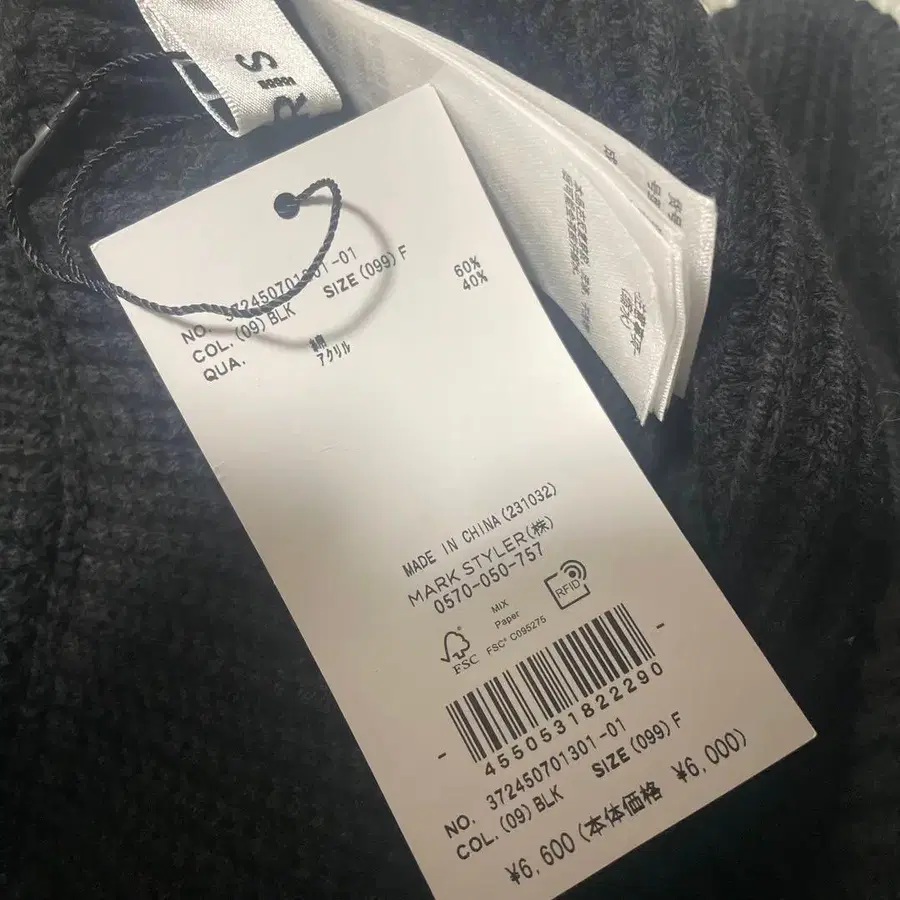 S
R
NO. 372450701301-01
COL. (09) BLK SIZE (099) F
QUA. 綿 60%
アクリル 40%
MADE IN CHINA (231032)
MARK STYLER(株)
0570-050-757
RFID
FSC
MIX
Paper
FSC® C095275
4550531822290
NO. 372450701301-01
COL. (09) BLK SIZE (099) F
¥6,600 (本体価格 ¥6,000)